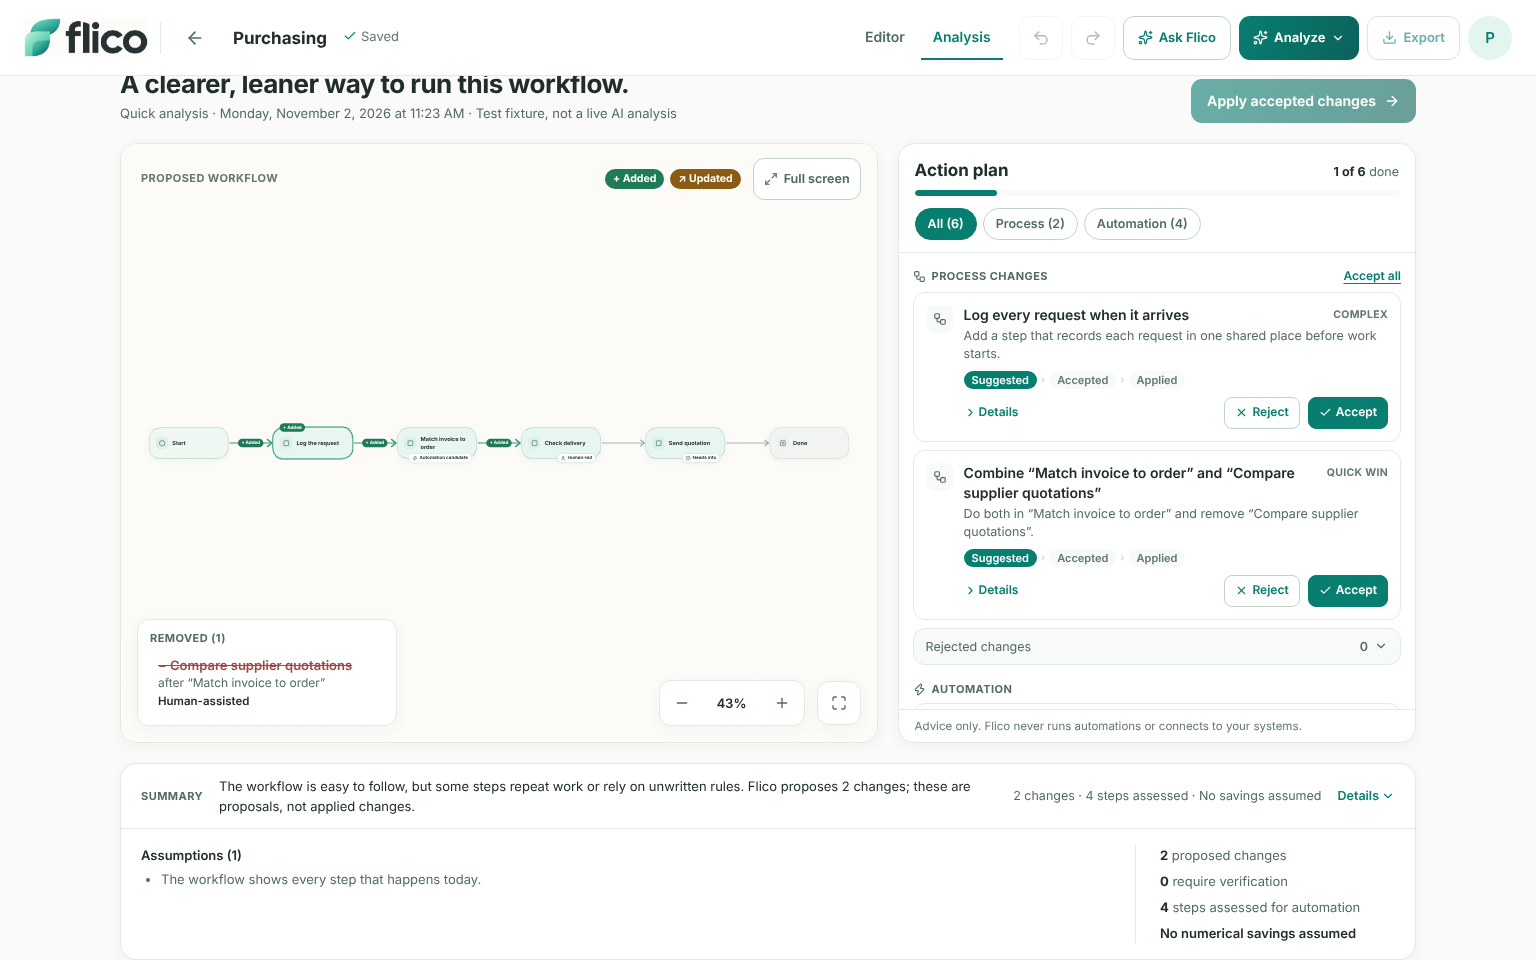 flico
Purchasing
Saved
Editor
Analysis
Ask Flico
Analyze
Export
P
A clearer, leaner way to run this workflow.
Quick analysis · Monday, November 2, 2026 at 11:23 AM · Test fixture, not a live AI analysis
Apply accepted changes
PROPOSED WORKFLOW
+ Added
Updated
Full screen
Start
+ Added
+ Added
Log the request
+ Added
Match invoice to
order
Automation candidate
+ Added
Check delivery
Human-led
Send quotation
Needs info
Done
REMOVED (1)
– Compare supplier quotations
after “Match invoice to order”
Human-assisted
43%
Action plan
1 of 6 done
All (6)
Process (2)
Automation (4)
PROCESS CHANGES
Accept all
Log every request when it arrives
COMPLEX
Add a step that records each request in one shared place before work
starts.
Suggested
Accepted
Applied
Details
Reject
Accept
Combine “Match invoice to order” and “Compare
supplier quotations”
QUICK WIN
Do both in “Match invoice to order” and remove “Compare supplier
quotations”.
Suggested
Accepted
Applied
Details
Reject
Accept
Rejected changes
0
AUTOMATION
Advice only. Flico never runs automations or connects to your systems.
SUMMARY
The workflow is easy to follow, but some steps repeat work or rely on unwritten rules. Flico proposes 2 changes; these are
proposals, not applied changes.
2 changes · 4 steps assessed · No savings assumed
Details
Assumptions (1)
• The workflow shows every step that happens today.
2 proposed changes
0 require verification
4 steps assessed for automation
No numerical savings assumed